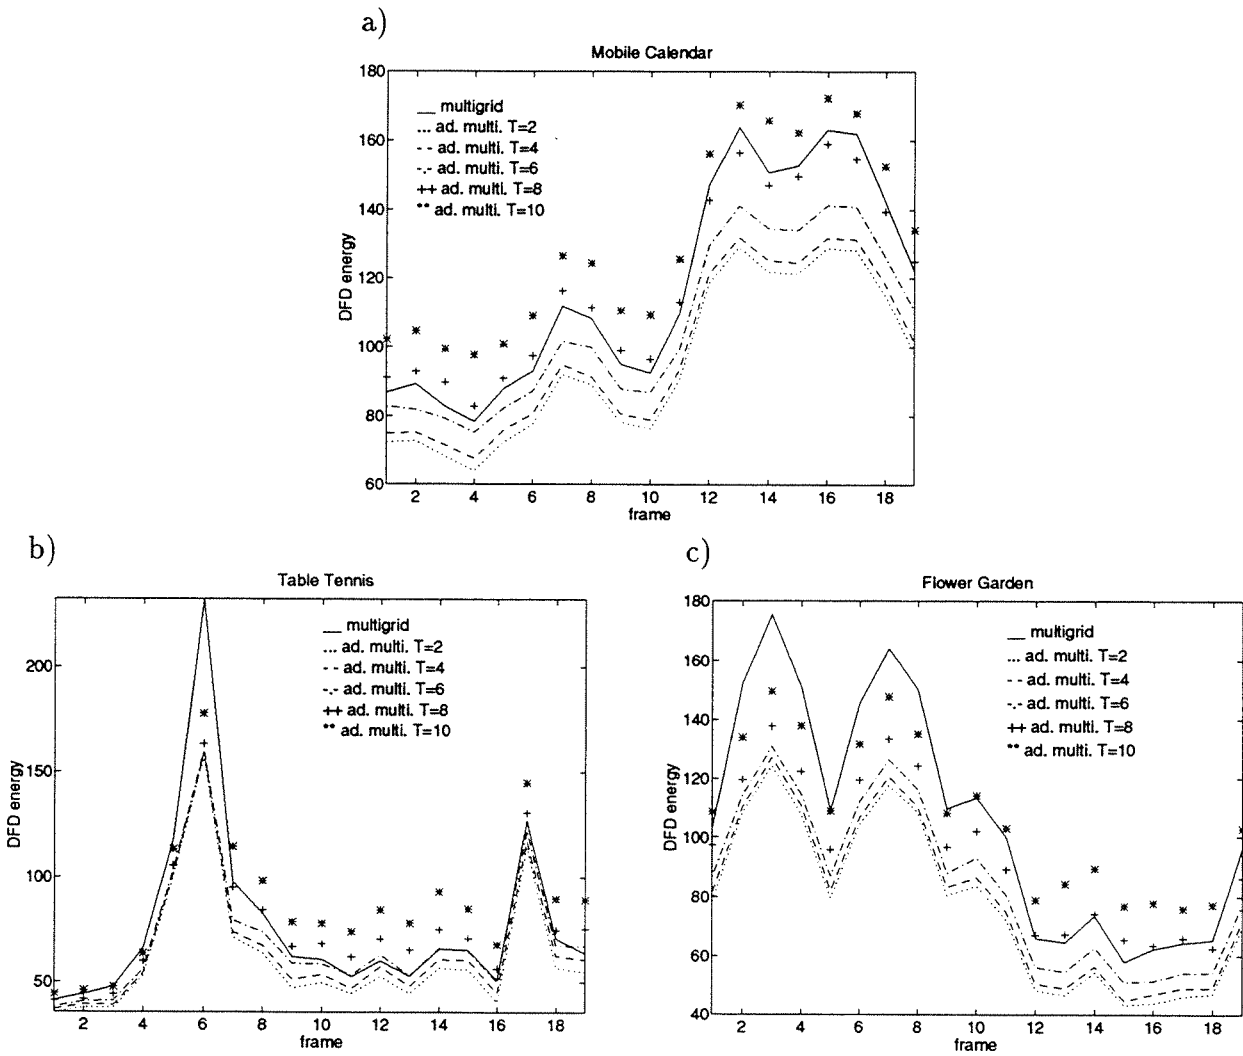 a)
Mobile Calendar
180
160
140
120
100
80
60
DFD energy
__ multigrid
... ad. multi. T=2
- - ad. multi. T=4
-.- ad. multi. T=6
++ ad. multi. T=8
** ad. multi. T=10
2 4 6 8 10 12 14 16 18
frame
b)
Table Tennis
200
150
100
50
DFD energy
__ multigrid
... ad. multi. T=2
- - ad. multi. T=4
-.- ad. multi. T=6
++ ad. multi. T=8
** ad. multi. T=10
2 4 6 8 10 12 14 16 18
frame
c)
Flower Garden
180
160
140
120
100
80
60
40
DFD energy
__ multigrid
... ad. multi. T=2
- - ad. multi. T=4
-.- ad. multi. T=6
++ ad. multi. T=8
** ad. multi. T=10
2 4 6 8 10 12 14 16 18
frame